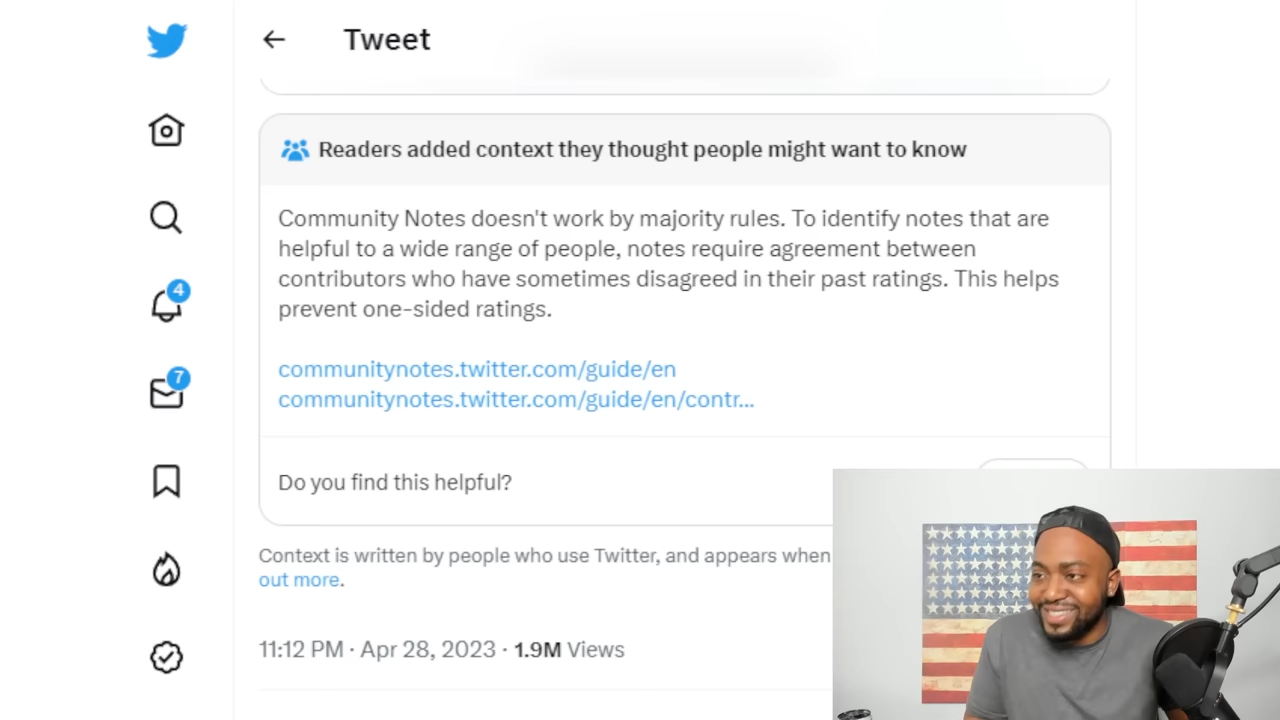 Tweet
Readers added context they thought people might want to know
Community Notes doesn't work by majority rules. To identify notes that are
helpful to a wide range of people, notes require agreement between
contributors who have sometimes disagreed in their past ratings. This helps
prevent one-sided ratings.
communitynotes.twitter.com/guide/en
communitynotes.twitter.com/guide/en/contr...
4
7
Do you find this helpful?
Context is written by people who use Twitter, and appears when
out more.
11:12 PM · Apr 28, 2023 · 1.9M Views